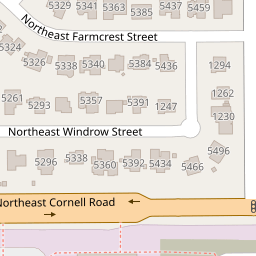 5329 5341 5363 5385 5437 5459
Northeast Farmcrest Street
5324
5326 5338 5340 5384 5436 1294
5261 5293 5357 5391 1247 1262
1230
Northeast Windrow Street
5296 5338 5360 5392 5434 5466 5496
Northeast Cornell Road